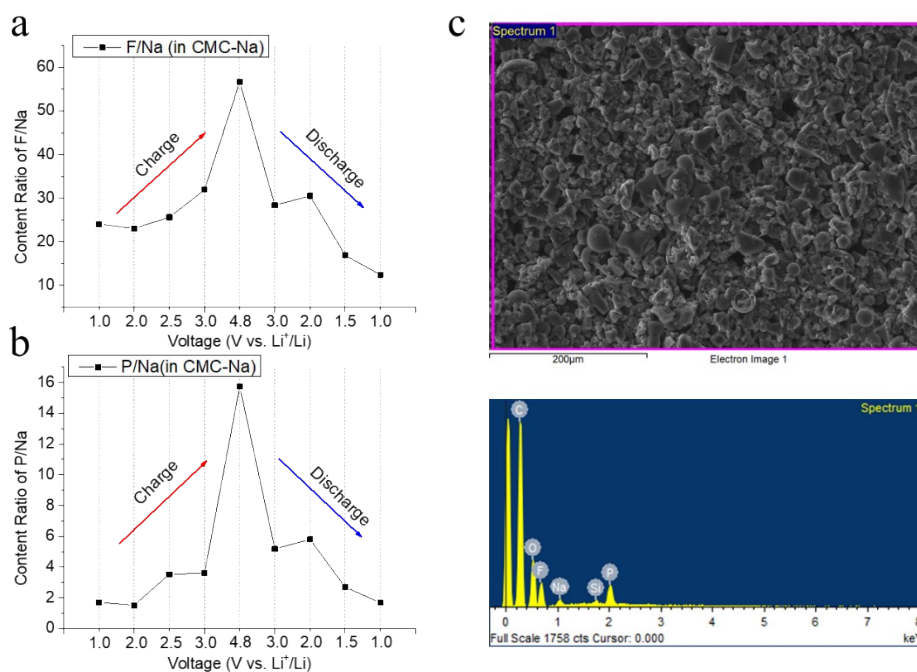 a
F/Na (in CMC-Na)
60
50
40
30
20
10
Content Ratio of F/Na
Charge
Discharge
1.0 2.0 2.5 3.0 4.8 3.0 2.0 1.5 1.0
Voltage (V vs. Li⁺/Li)
b
P/Na(in CMC-Na)
16
14
12
10
8
6
4
2
0
Content Ratio of P/Na
Charge
Discharge
1.0 2.0 2.5 3.0 4.8 3.0 2.0 1.5 1.0
Voltage (V vs. Li⁺/Li)
c
Spectrum 1
200µm
Electron Image 1
Spectrum 1
C
O
F
Na
Si
P
0 1 2 3 4 5 6 7 8
Full Scale 1758 cts Cursor: 0.000
keV